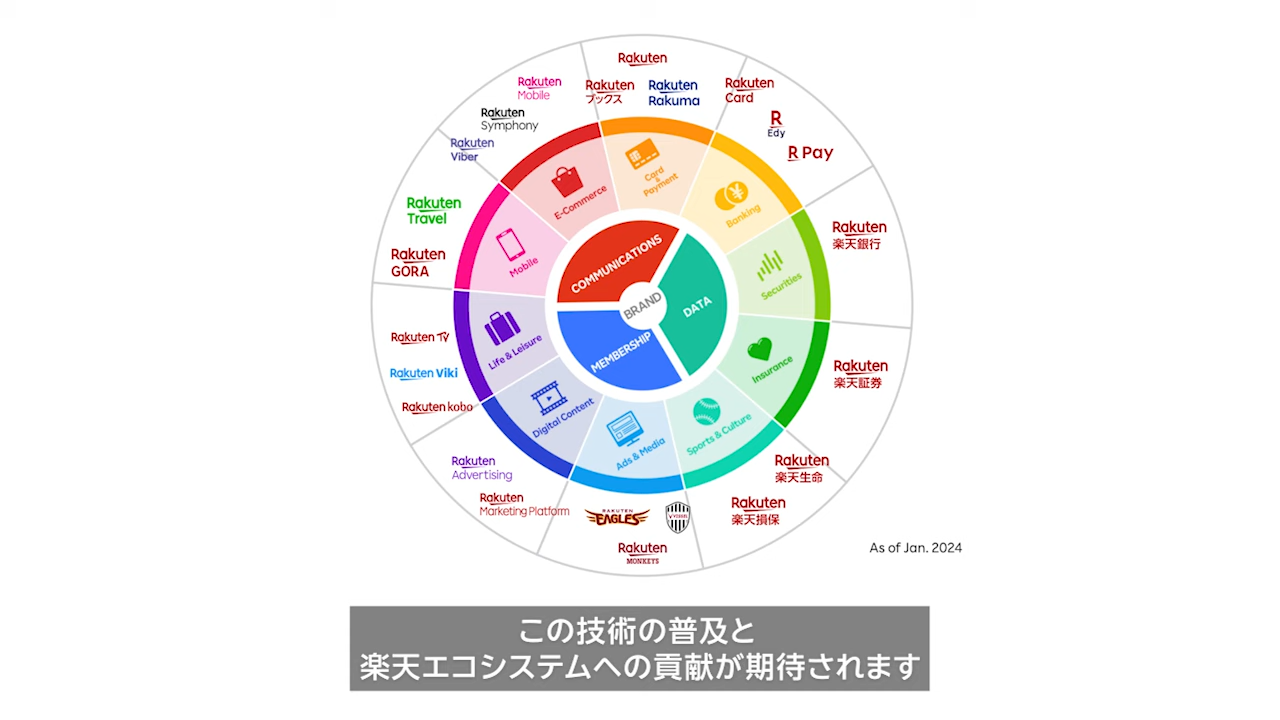 Rakuten
Rakuten
ブックス
Rakuten
Rakuma
Rakuten
Card
R
Edy
R Pay
Rakuten
楽天銀行
Rakuten
楽天証券
Rakuten
楽天生命
Rakuten
楽天損保
RAKUTEN
EAGLES
VISSEL
Rakuten
MONKEYS
Rakuten
Marketing Platform
Rakuten
Advertising
Rakuten kobo
Rakuten Viki
Rakuten TV
Rakuten
GORA
Rakuten
Travel
Rakuten
Viber
Rakuten
Symphony
Rakuten
Mobile
E-Commerce
Card
&
Payment
Banking
Securities
Insurance
Sports & Culture
Ads & Media
Digital Content
Life & Leisure
Mobile
COMMUNICATIONS
DATA
MEMBERSHIP
BRAND
As of Jan. 2024
この技術の普及と
楽天エコシステムへの貢献が期待されます